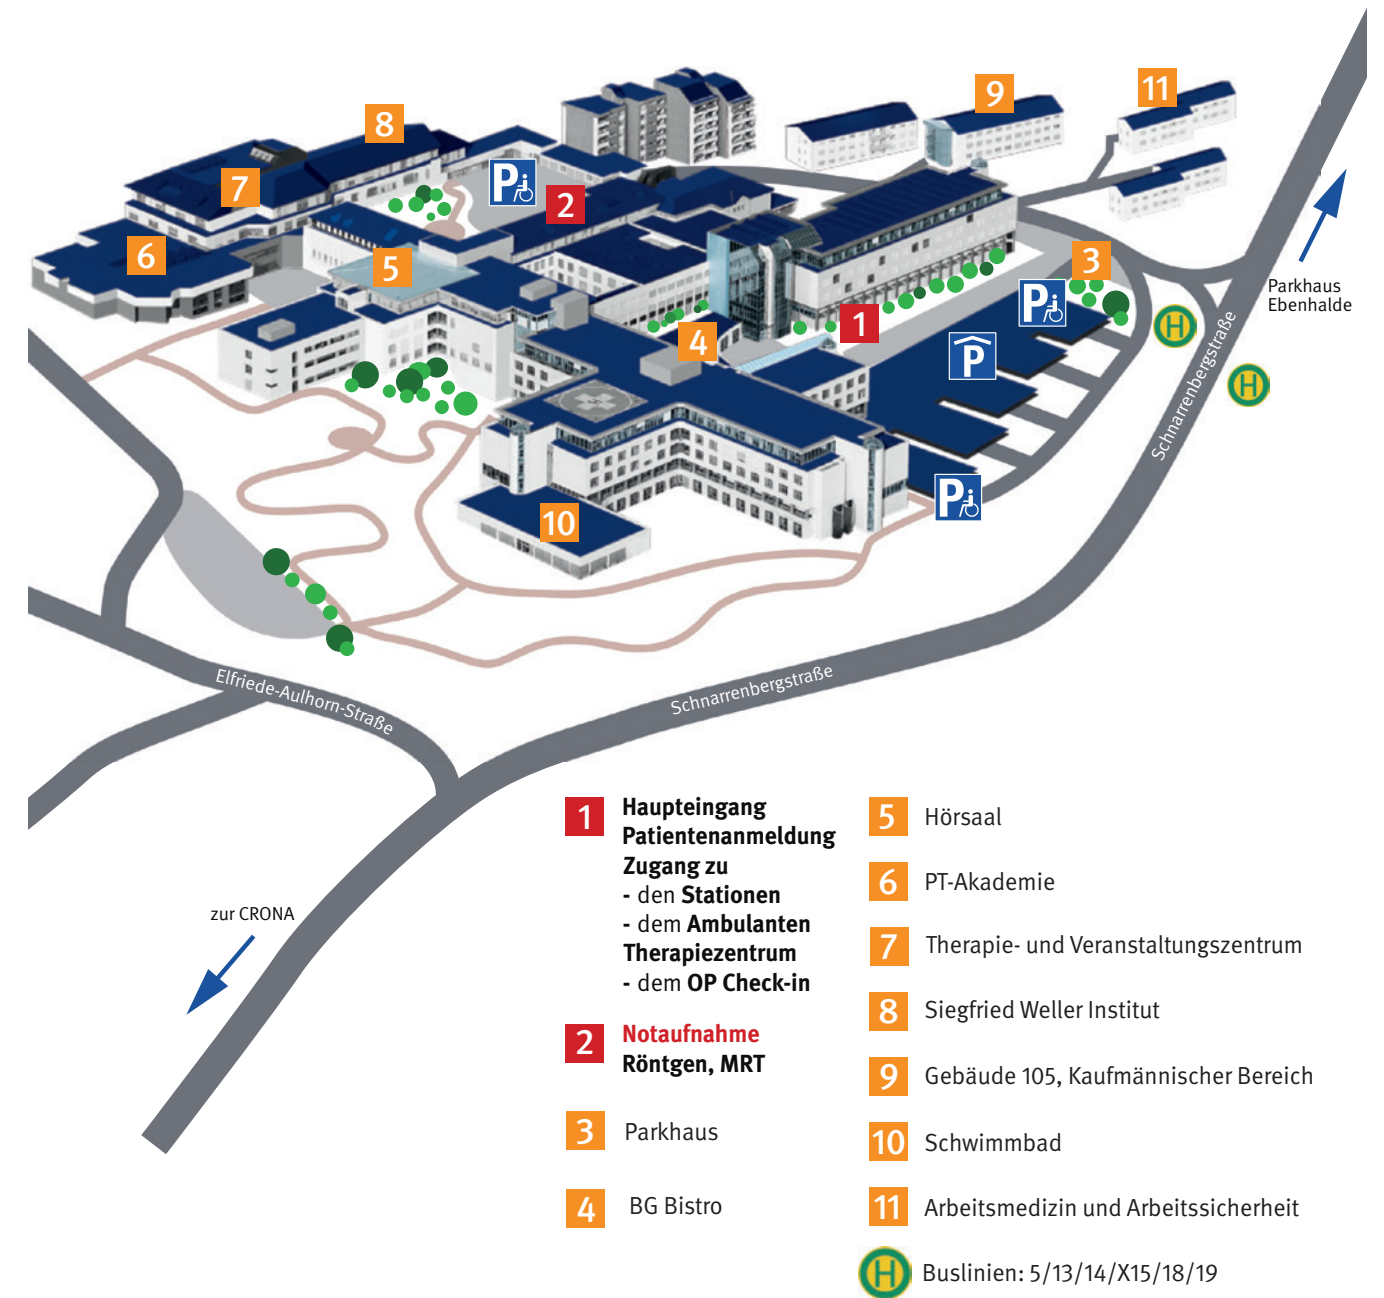 8
9
11
7
P
2
6
5
3
Parkhaus
Ebenhalde
P
H
1
4
P
H
Schnarrenbergstraße
P
10
Elfriede-Aulhorn-Straße
Schnarrenbergstraße
zur CRONA
1 Haupteingang
Patientenanmeldung
Zugang zu
- den Stationen
- dem Ambulanten
Therapiezentrum
- dem OP Check-in
2 Notaufnahme
Röntgen, MRT
3 Parkhaus
4 BG Bistro
5 Hörsaal
6 PT-Akademie
7 Therapie- und Veranstaltungszentrum
8 Siegfried Weller Institut
9 Gebäude 105, Kaufmännischer Bereich
10 Schwimmbad
11 Arbeitsmedizin und Arbeitssicherheit
H Buslinien: 5/13/14/X15/18/19